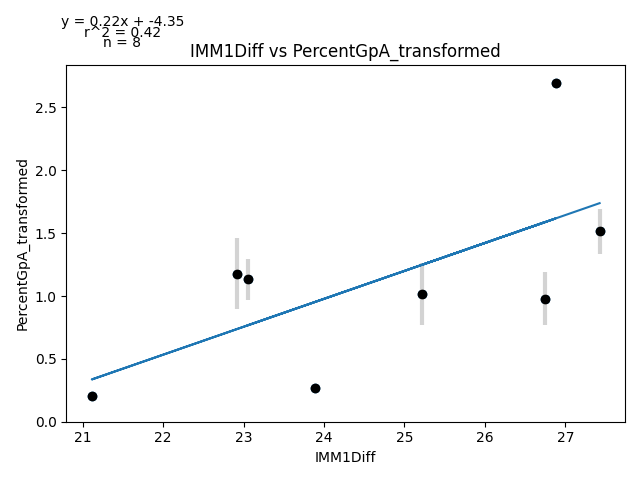 y = 0.22x + -4.35
r^2 = 0.42
n = 8
IMM1Diff vs PercentGpA_transformed
PercentGpA_transformed
2.5
2.0
1.5
1.0
0.5
0.0
21 22 23 24 25 26 27
IMM1Diff